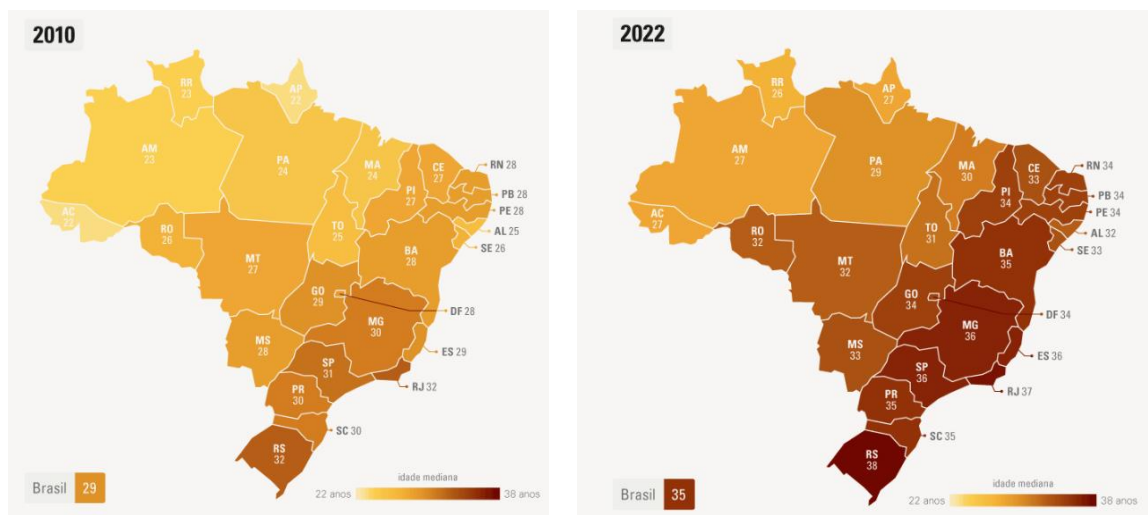 2010
RR
23
AP
22
AM
23
PA
24
MA
24
CE
27
RN 28
PI
27
PB 28
PE 28
AC
22
AL 25
RO
26
TO
25
SE 26
BA
28
MT
27
GO
29
DF 28
MG
30
MS
28
ES 29
SP
31
RJ 32
PR
30
SC 30
RS
32
idade mediana
Brasil 29
22 anos 38 anos
2022
RR
26
AP
27
AM
27
PA
29
MA
30
CE
33
RN 34
PI
34
PB 34
PE 34
AC
27
AL 32
RO
32
TO
31
SE 33
BA
35
MT
32
GO
34
DF 34
MG
36
MS
33
ES 36
SP
36
RJ 37
PR
35
SC 35
RS
38
idade mediana
Brasil 35
22 anos 38 anos